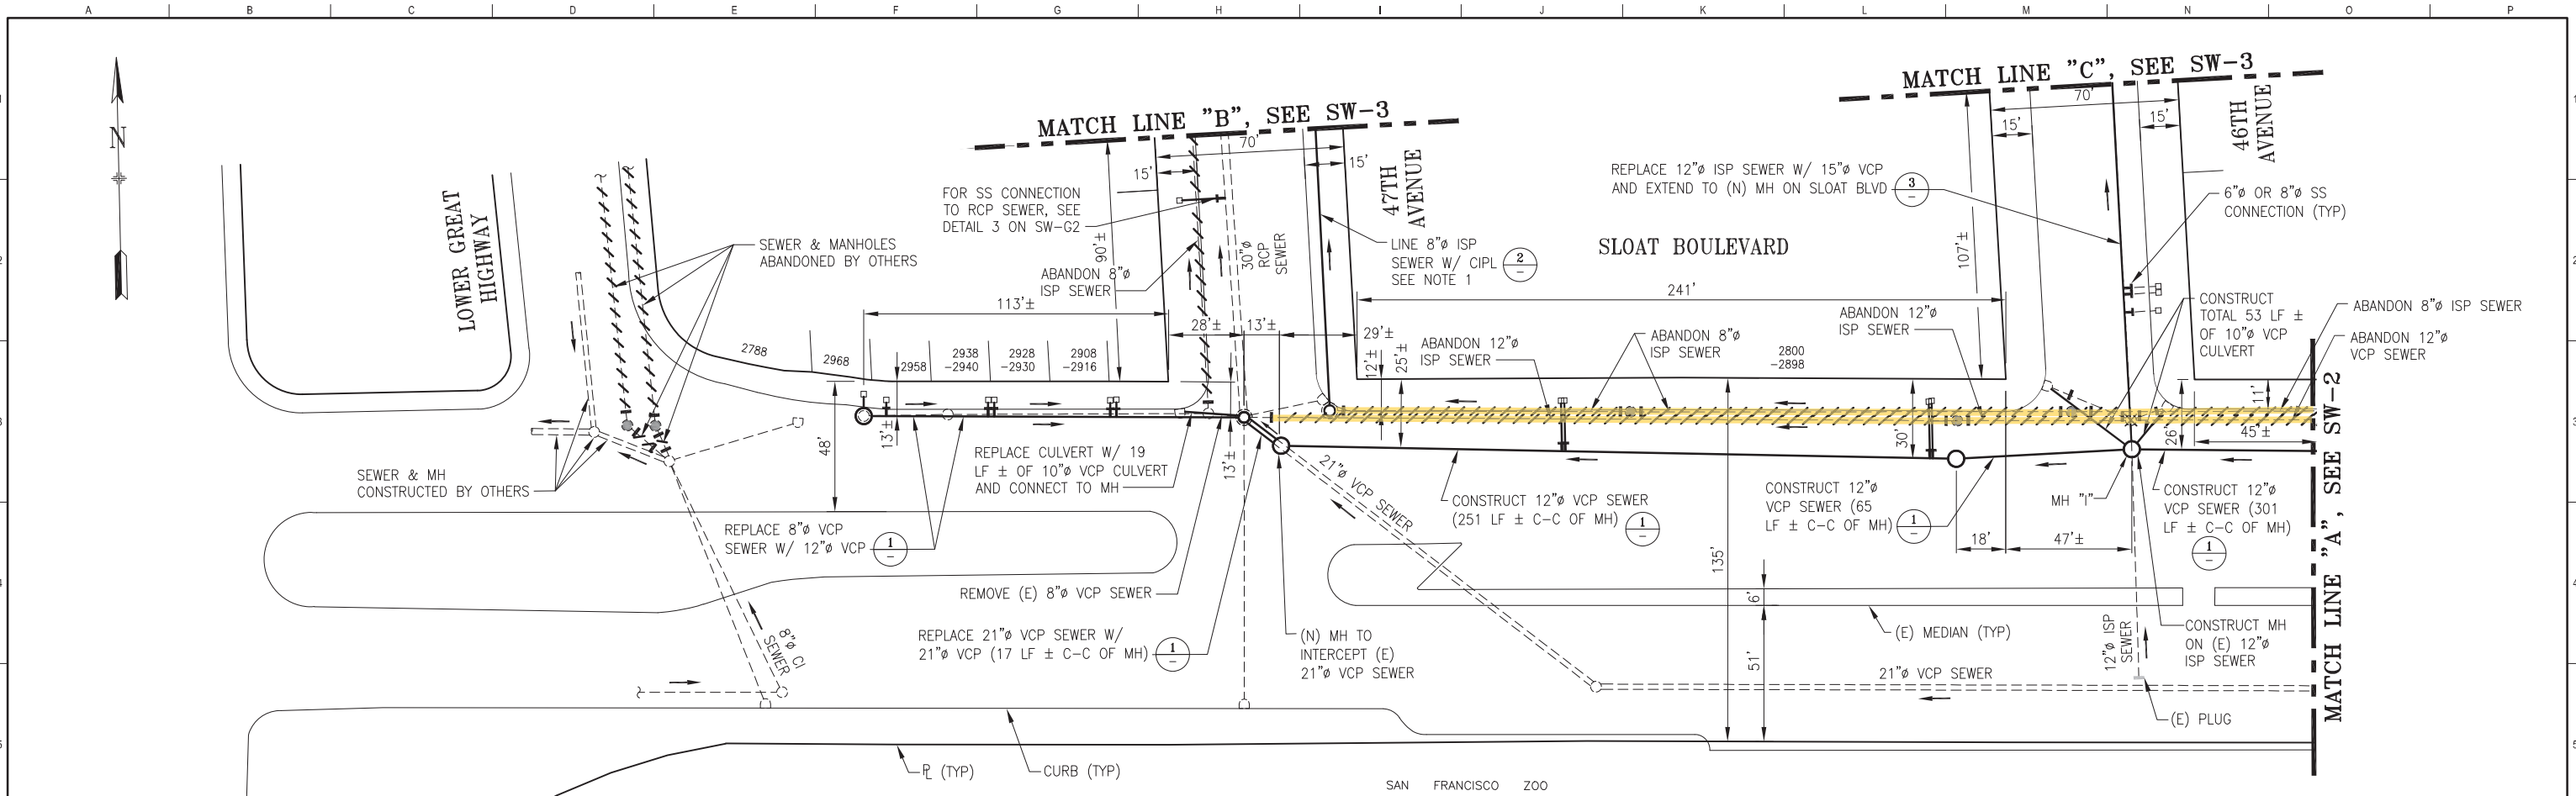 A B C D E F G H I J K L M N O P
N
LOWER GREAT
HIGHWAY
SEWER & MANHOLES
ABANDONED BY OTHERS
SEWER & MH
CONSTRUCTED BY OTHERS
MATCH LINE "B", SEE SW-3
70'
15'
15'
FOR SS CONNECTION
TO RCP SEWER, SEE
DETAIL 3 ON SW-G2
90'±
30"ø
RCP
SEWER
ABANDON 8"ø
ISP SEWER
47TH
AVENUE
LINE 8"ø ISP
SEWER W/ CIPL
SEE NOTE 1
2
-
113'±
28'±
13'±
29'±
2788
2968
2958
2938
-2940
2928
-2930
2908
-2916
48'
13'±
13'±
12'±
25'±
SLOAT BOULEVARD
241'
MATCH LINE "C", SEE SW-3
70'
15'
15'
46TH
AVENUE
REPLACE 12"ø ISP SEWER W/ 15"ø VCP
AND EXTEND TO (N) MH ON SLOAT BLVD
3
-
107'±
6"ø OR 8"ø SS
CONNECTION (TYP)
CONSTRUCT
TOTAL 53 LF ±
OF 10"ø VCP
CULVERT
ABANDON 8"ø ISP SEWER
ABANDON 12"ø
VCP SEWER
ABANDON 12"ø
ISP SEWER
ABANDON 8"ø
ISP SEWER
2800
-2898
ABANDON 12"ø
ISP SEWER
11'
26'
45'±
30'
REPLACE CULVERT W/ 19
LF ± OF 10"ø VCP CULVERT
AND CONNECT TO MH
REPLACE 8"ø VCP
SEWER W/ 12"ø VCP
1
-
REMOVE (E) 8"ø VCP SEWER
REPLACE 21"ø VCP SEWER W/
21"ø VCP (17 LF ± C-C OF MH)
1
-
21"ø VCP SEWER
(N) MH TO
INTERCEPT (E)
21"ø VCP SEWER
CONSTRUCT 12"ø VCP SEWER
(251 LF ± C-C OF MH)
1
-
CONSTRUCT 12"ø
VCP SEWER (65
LF ± C-C OF MH)
1
-
MH "I"
CONSTRUCT 12"ø
VCP SEWER (301
LF ± C-C OF MH)
1
-
18'
47'±
135'
6'
51'
(E) MEDIAN (TYP)
12"ø ISP
SEWER
CONSTRUCT MH
ON (E) 12"ø
ISP SEWER
21"ø VCP SEWER
(E) PLUG
8"ø CI
SEWER
MATCH LINE "A", SEE SW-2
PL (TYP)
CURB (TYP)
SAN FRANCISCO ZOO